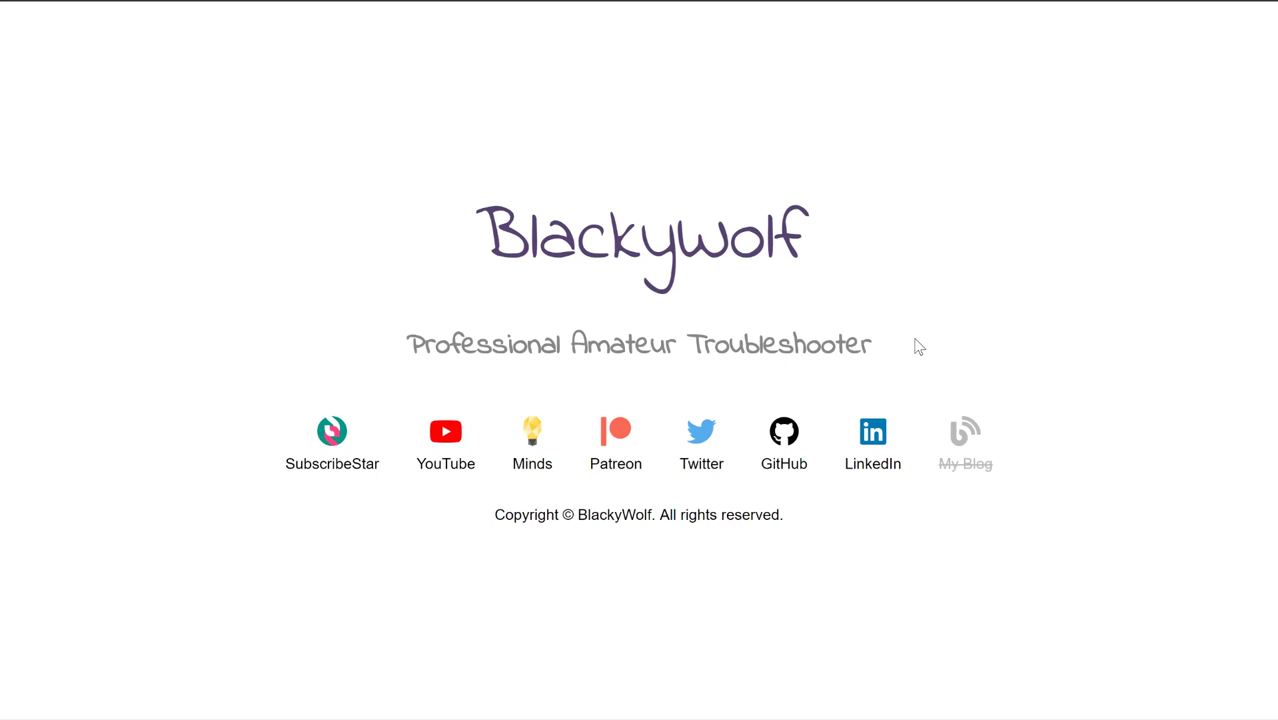 BlackyWolf
Professional Amateur Troubleshooter
SubscribeStar YouTube Minds Patreon Twitter GitHub LinkedIn My Blog
Copyright © BlackyWolf. All rights reserved.